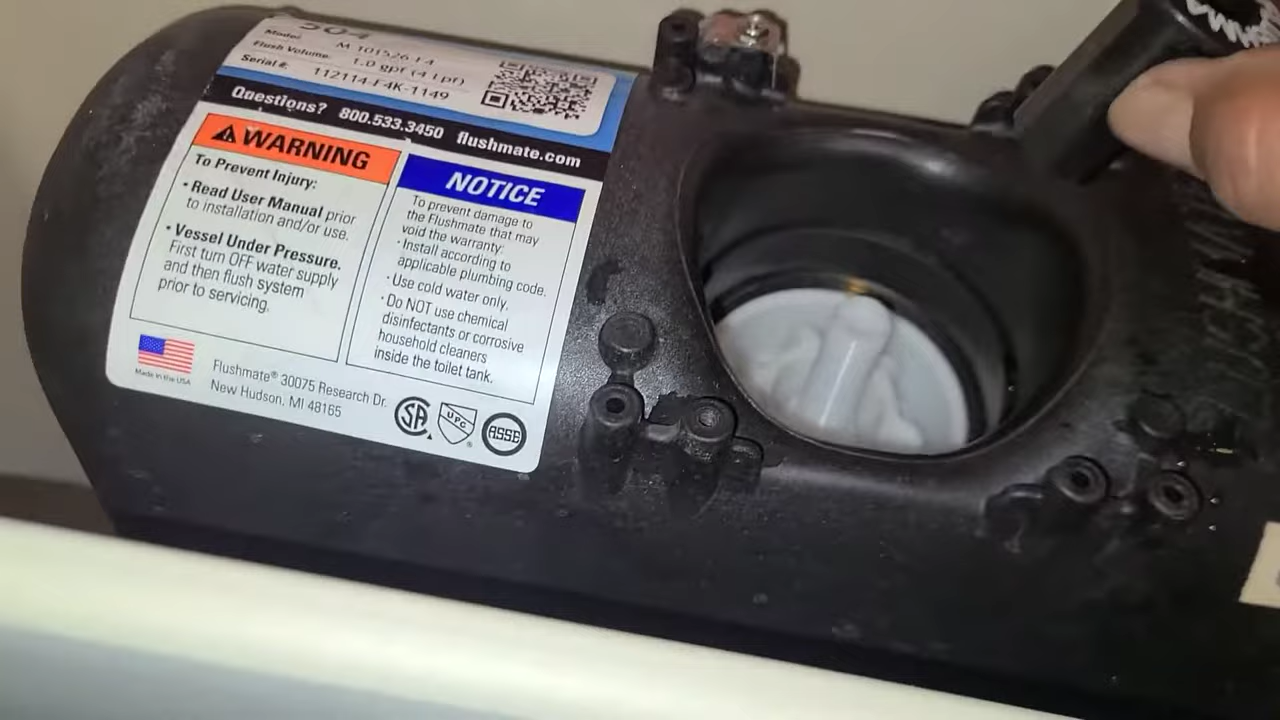 504
Model: M-101526-F4
Flush Volume: 1.0 gpf (4 Lpf)
Serial #: 112114-F4K-1149
Questions? 800.533.3450 flushmate.com
WARNING
To Prevent Injury:
• Read User Manual prior
to installation and/or use.
• Vessel Under Pressure.
First turn OFF water supply
and then flush system
prior to servicing.
NOTICE
To prevent damage to
the Flushmate that may
void the warranty:
• Install according to
applicable plumbing code.
• Use cold water only.
• Do NOT use chemical
disinfectants or corrosive
household cleaners
inside the toilet tank.
Made in the USA
Flushmate® 30075 Research Dr.
New Hudson, MI 48165
SA
UPC
®
ASSE